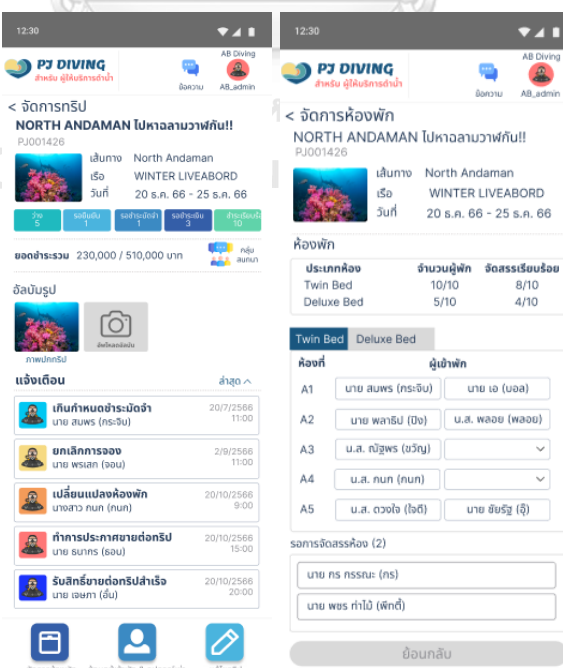 12:30
AB Diving
PJ DIVING
สำหรับ ผู้ให้บริการดำน้ำ
ข้อความ
AB_admin
< จัดการทริป
NORTH ANDAMAN ไปหาฉลามวาฬกัน!!
PJ001426
เส้นทาง North Andaman
เรือ WINTER LIVEABORD
วันที่ 20 ธ.ค. 66 - 25 ธ.ค. 66
ว่าง
5
รอยืนยัน
1
รอชำระมัดจำ
1
รอชำระเงิน
3
ชำระเรียบร้อ
10
ยอดชำระรวม 230,000 / 510,000 บาท
กลุ่ม
สนทนา
อัลบัมรูป
อัพโหลดอัลบัม
ภาพปกทริป
แจ้งเตือน
ล่าสุด
เกินกำหนดชำระมัดจำ
นาย สมพร (กระจิบ)
20/7/2566
11:00
ยกเลิกการจอง
นาย พรเสก (จอน)
2/9/2566
11:00
เปลี่ยนแปลงห้องพัก
นางสาว กนก (กนก)
20/10/2566
9:00
ทำการประกาศขายต่อทริป
นาย ธนากร (ธอน)
20/10/2566
15:00
รับสิทธิ์ขายต่อทริปสำเร็จ
นาย เจษฎา (อั๋น)
20/10/2566
20:00
12:30
AB Diving
PJ DIVING
สำหรับ ผู้ให้บริการดำน้ำ
ข้อความ
AB_admin
< จัดการห้องพัก
NORTH ANDAMAN ไปหาฉลามวาฬกัน!!
PJ001426
เส้นทาง North Andaman
เรือ WINTER LIVEABORD
วันที่ 20 ธ.ค. 66 - 25 ธ.ค. 66
ห้องพัก
ประเภทห้อง จำนวนผู้พัก จัดสรรเรียบร้อย
Twin Bed 10/10 8/10
Deluxe Bed 5/10 4/10
Twin Bed Deluxe Bed
ห้องที่ ผู้เข้าพัก
A1 นาย สมพร (กระจิบ) นาย เอ (บอล)
A2 นาย พลาธิป (ปิง) น.ส. พลอย (พลอย)
A3 น.ส. ณัฐพร (ขวัญ)
A4 น.ส. กนก (กนก)
A5 น.ส. ดวงใจ (ใจดี) นาย ชัยรัฐ (อุ๊)
รอการจัดสรรห้อง (2)
นาย กร กรรณะ (กร)
นาย พชร ท่าไม้ (พีทตี้)
ย้อนกลับ